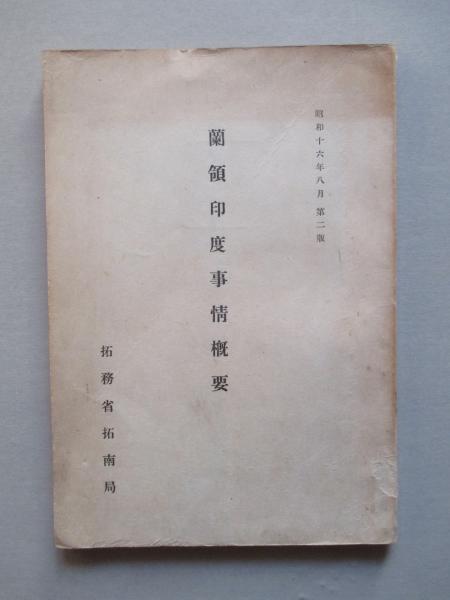 昭和十六年八月 第二版
蘭領印度事情概要
拓務省拓南局